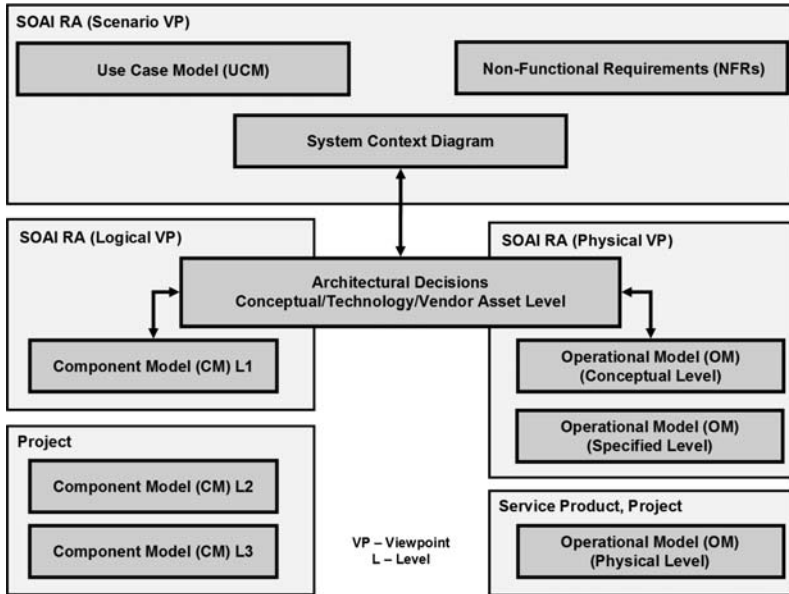 SOAI RA (Scenario VP)
Use Case Model (UCM)
Non-Functional Requirements (NFRs)
System Context Diagram
SOAI RA (Logical VP)
SOAI RA (Physical VP)
Architectural Decisions
Conceptual/Technology/Vendor Asset Level
Component Model (CM) L1
Operational Model (OM)
(Conceptual Level)
Operational Model (OM)
(Specified Level)
Project
Component Model (CM) L2
Component Model (CM) L3
VP – Viewpoint
L – Level
Service Product, Project
Operational Model (OM)
(Physical Level)